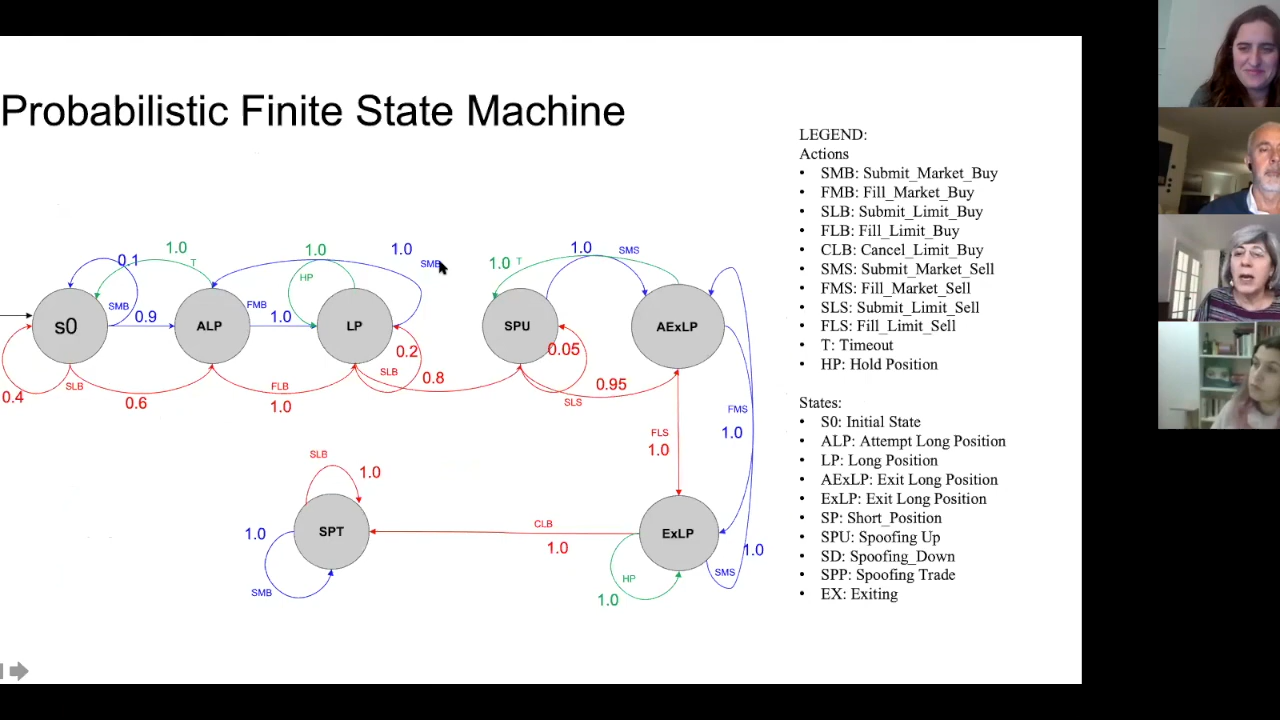 Probabilistic Finite State Machine
LEGEND:
Actions
• SMB: Submit_Market_Buy
• FMB: Fill_Market_Buy
• SLB: Submit_Limit_Buy
• FLB: Fill_Limit_Buy
• CLB: Cancel_Limit_Buy
• SMS: Submit_Market_Sell
• FMS: Fill_Market_Sell
• SLS: Submit_Limit_Sell
• FLS: Fill_Limit_Sell
• T: Timeout
• HP: Hold Position
States:
• S0: Initial State
• ALP: Attempt Long Position
• LP: Long Position
• AExLP: Exit Long Position
• ExLP: Exit Long Position
• SP: Short_Position
• SPU: Spoofing Up
• SD: Spoofing_Down
• SPP: Spoofing Trade
• EX: Exiting
1.0
1.0
1.0
1.0
SMS
0.1
T
HP
SMB
1.0 T
SMB
0.9
FMB
1.0
s0
ALP
LP
SPU
AExLP
0.2
0.05
0.4
SLB
0.6
FLB
1.0
SLB
0.8
SLS
0.95
FMS
1.0
FLS
1.0
SLB
1.0
SPT
1.0
SMB
CLB
1.0
ExLP
HP
1.0
SMS
1.0